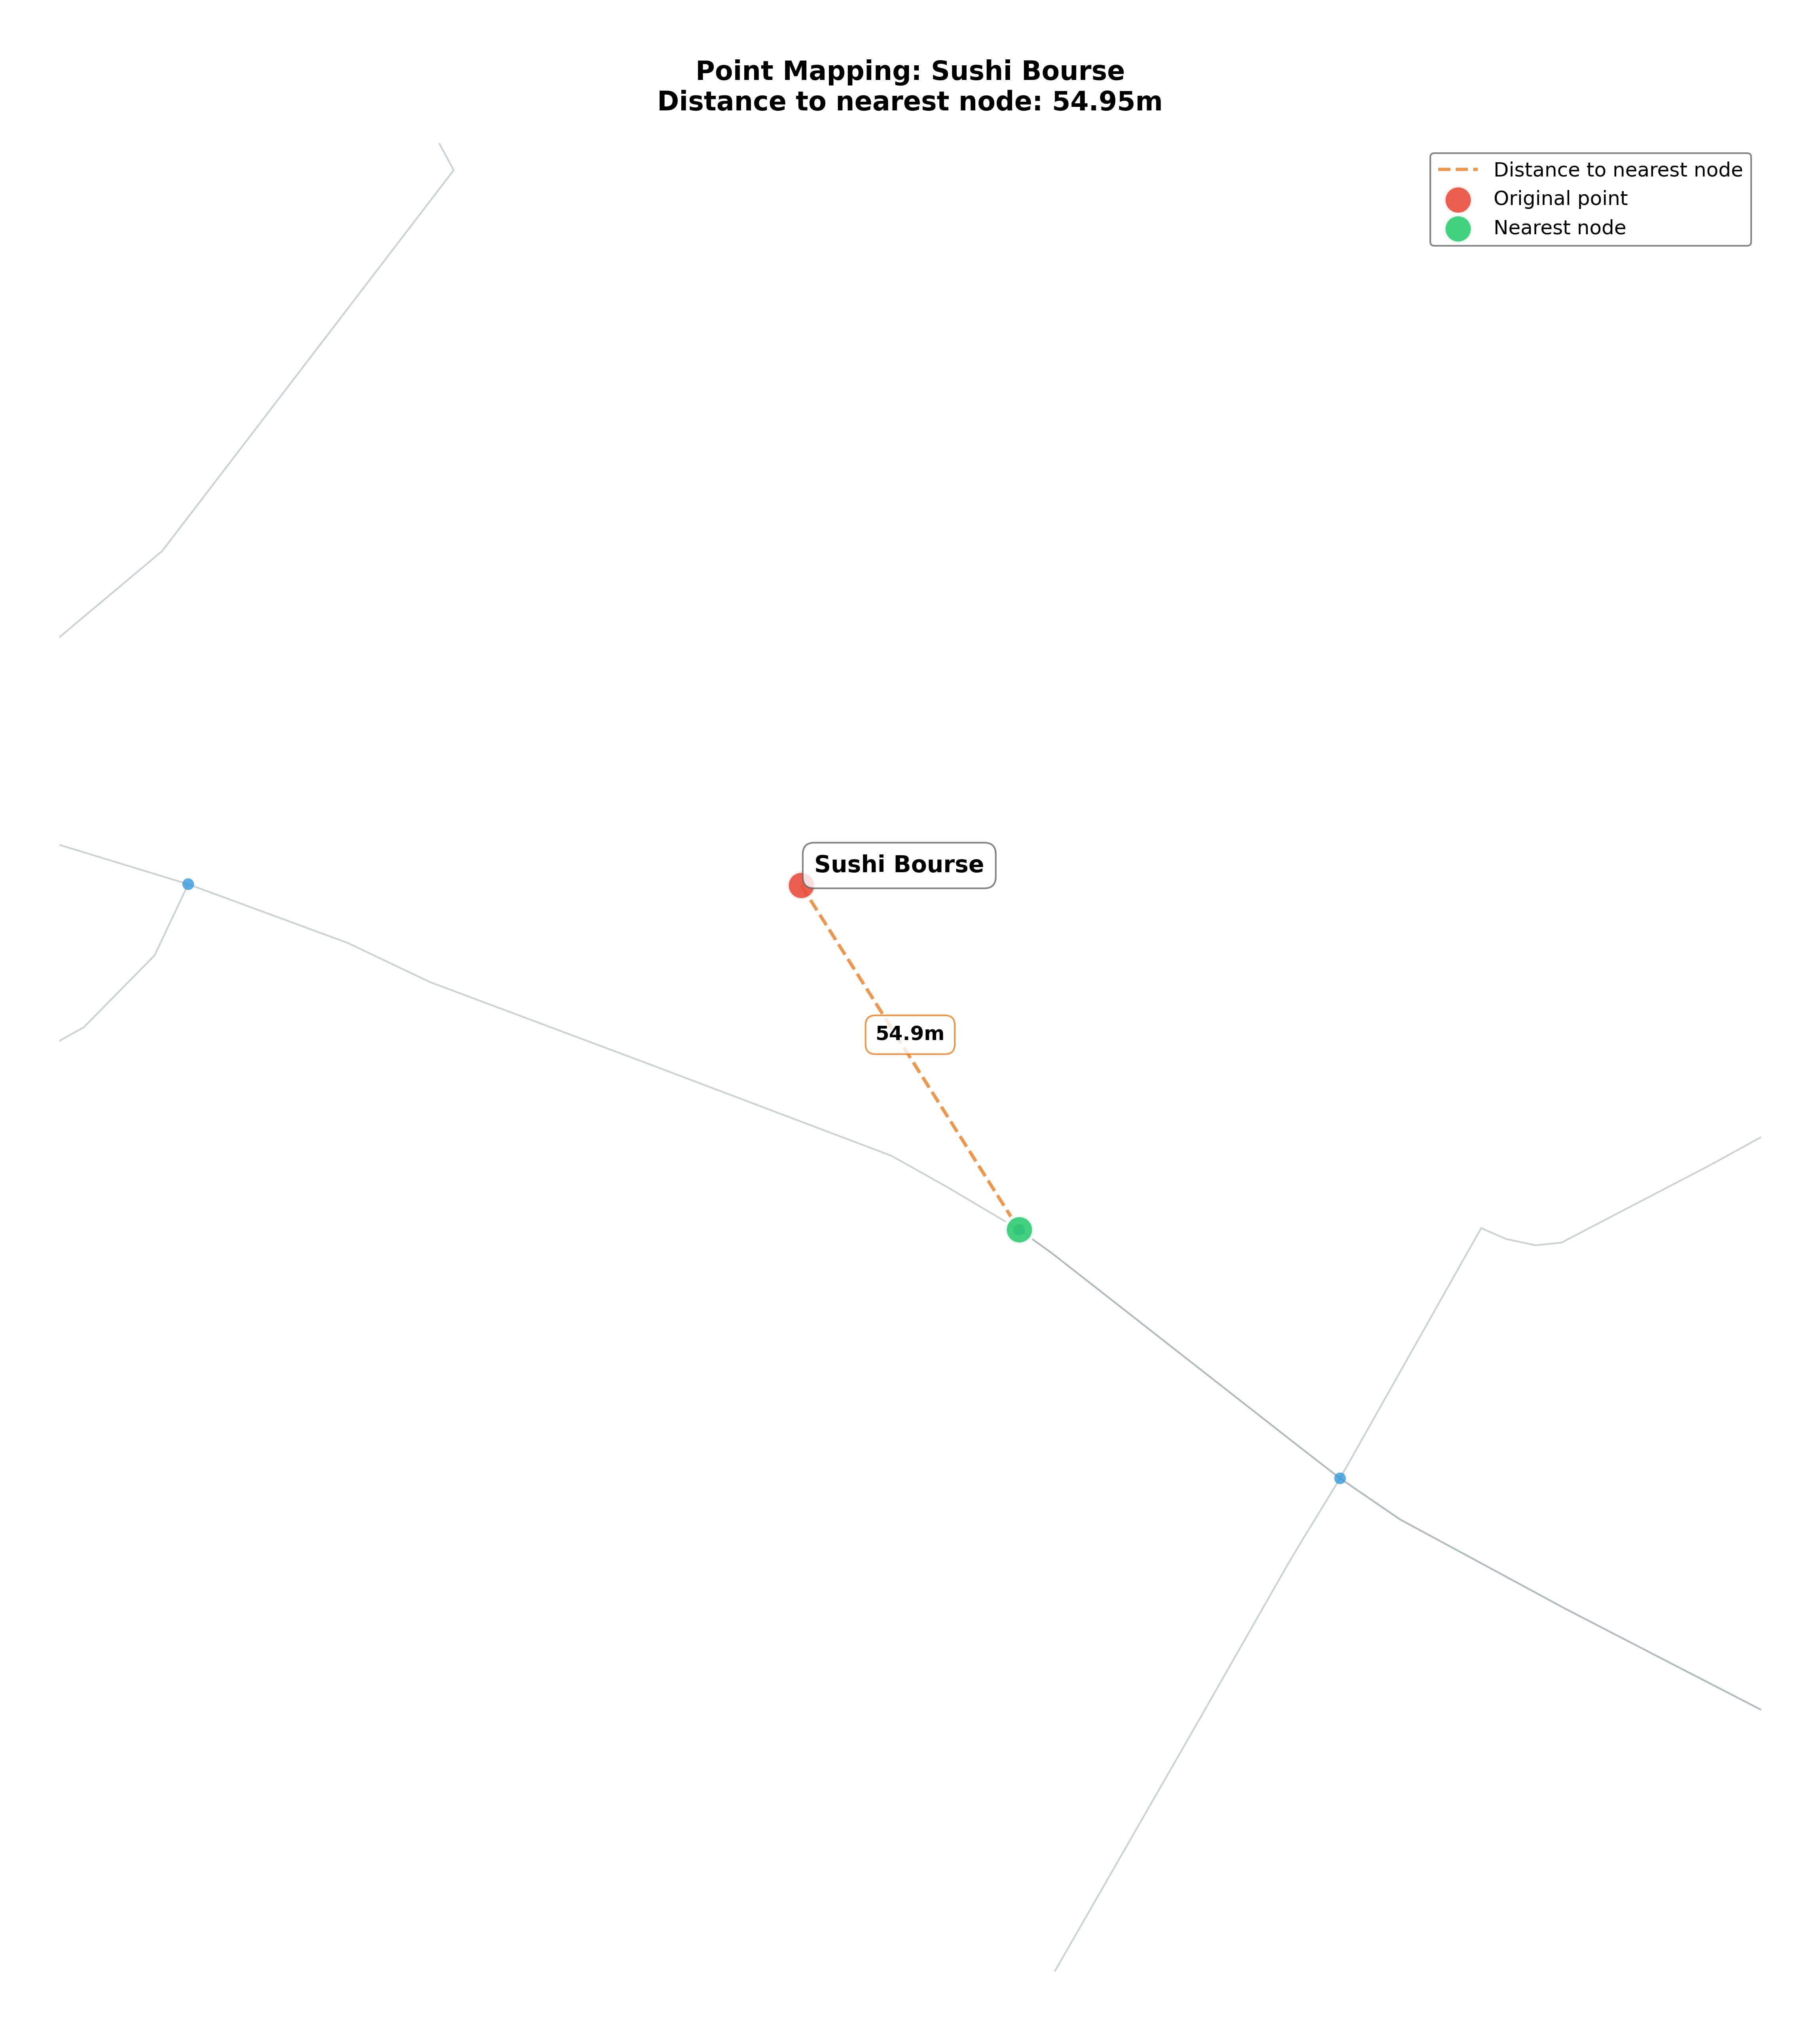 Point Mapping: Sushi Bourse
Distance to nearest node: 54.95m
Distance to nearest node
Original point
Nearest node
Sushi Bourse
54.9m